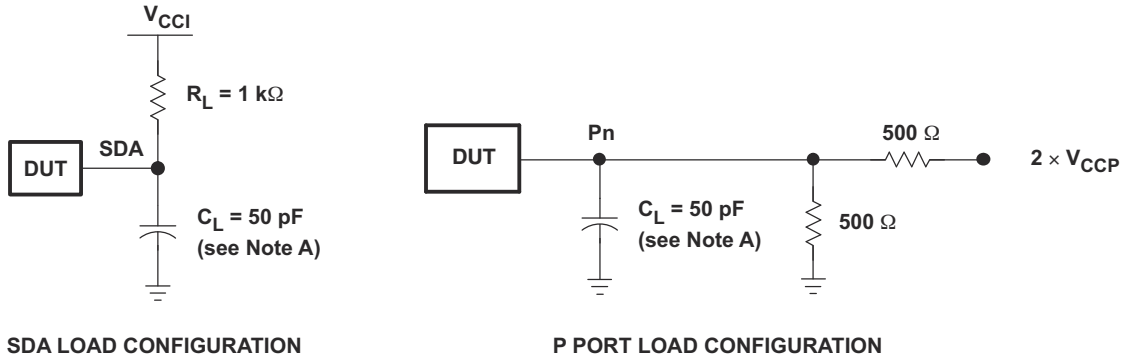 VCCI
RL = 1 kΩ
SDA
DUT
CL = 50 pF
(see Note A)
SDA LOAD CONFIGURATION
DUT
Pn
500 Ω
2 × VCCP
CL = 50 pF
(see Note A)
500 Ω
P PORT LOAD CONFIGURATION